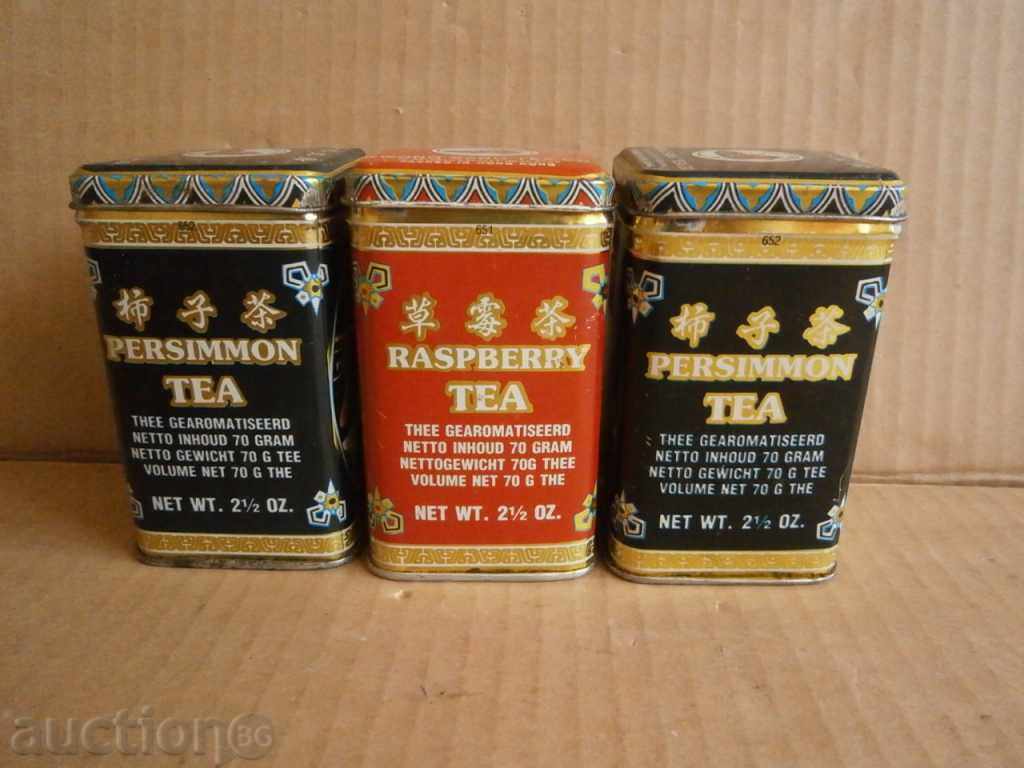 650
柿子茶
PERSIMMON
TEA
THEE GEAROMATISEERD
NETTO INHOUD 70 GRAM
NETTO GEWICHT 70 G TEE
VOLUME NET 70 G THE
NET WT. 2½ OZ.
651
草莓茶
RASPBERRY
TEA
THEE GEAROMATISEERD
NETTO INHOUD 70 GRAM
NETTOGEWICHT 70G THEE
VOLUME NET 70 G THE
NET WT. 2½ OZ.
652
柿子茶
PERSIMMON
TEA
THEE GEAROMATISEERD
NETTO INHOUD 70 GRAM
NETTO GEWICHT 70 G TEE
VOLUME NET 70 G THE
NET WT. 2½ OZ.
auction BG